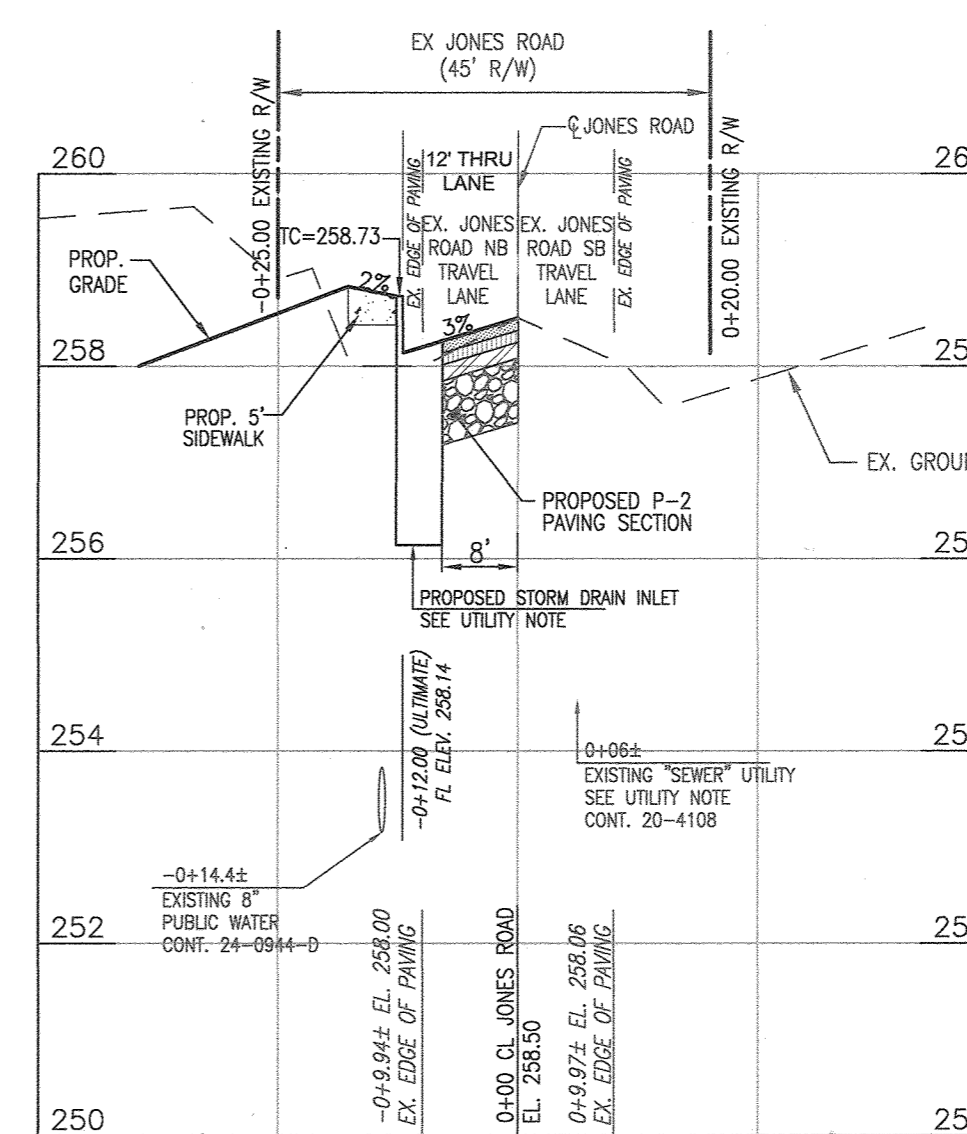 EX JONES ROAD
(45' R/W)
-0+25.00 EXISTING R/W
℄ JONES ROAD
0+20.00 EXISTING R/W
260
26
EX. EDGE OF PAVING
12' THRU
LANE
EX. EDGE OF PAVING
TC=258.73
EX. JONES
ROAD NB
TRAVEL
LANE
EX. JONES
ROAD SB
TRAVEL
LANE
PROP.
GRADE
2%
3%
258
25
PROP. 5'
SIDEWALK
EX. GROU
PROPOSED P-2
PAVING SECTION
256
25
8'
PROPOSED STORM DRAIN INLET
SEE UTILITY NOTE
-0+12.00 (ULTIMATE)
FL ELEV. 258.14
254
25
0+06±
EXISTING "SEWER" UTILITY
SEE UTILITY NOTE
CONT. 20-4108
-0+14.4±
EXISTING 8"
PUBLIC WATER
CONT. 24-0944-D
252
25
-0+9.94± EL. 258.00
EX. EDGE OF PAVING
0+00 CL JONES ROAD
EL. 258.50
0+9.97± EL. 258.06
EX. EDGE OF PAVING
250
25